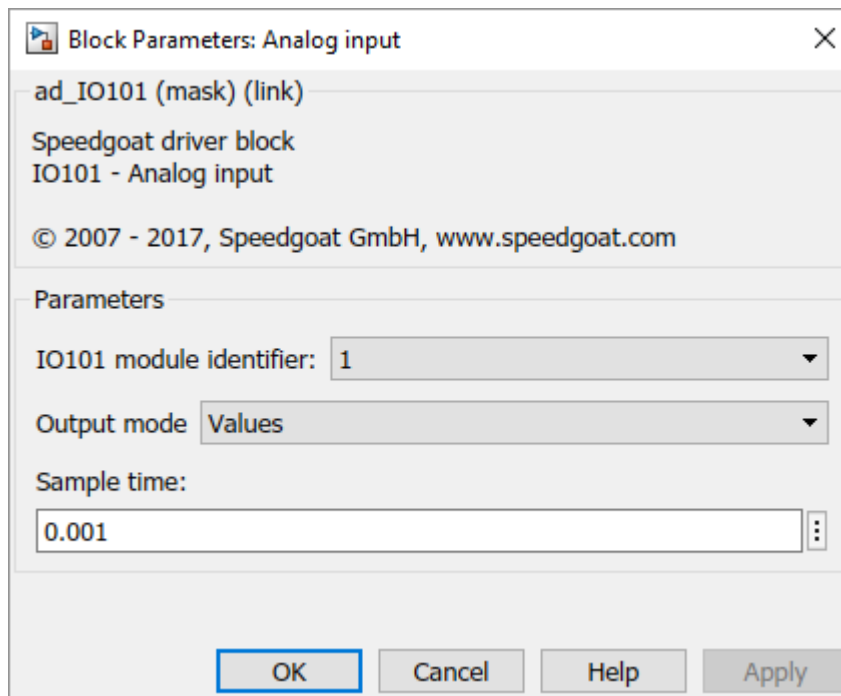 Block Parameters: Analog input
ad_IO101 (mask) (link)
Speedgoat driver block
IO101 - Analog input
© 2007 - 2017, Speedgoat GmbH, www.speedgoat.com
Parameters
IO101 module identifier: 1
Output mode Values
Sample time:
0.001
OK Cancel Help Apply